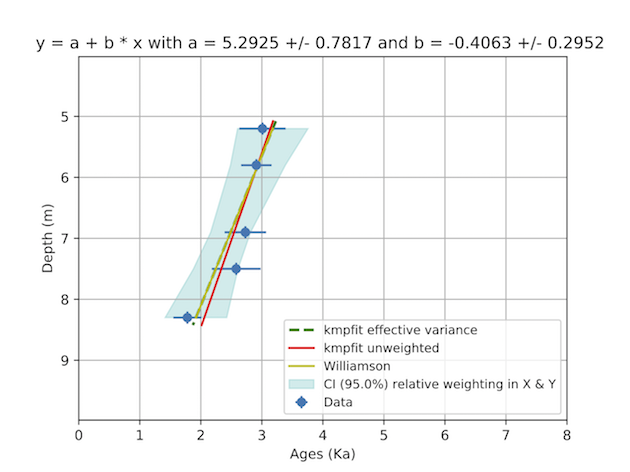 y = a + b * x with a = 5.2925 +/- 0.7817 and b = -0.4063 +/- 0.2952
5
6
7
8
9
Depth (m)
kmpfit effective variance
kmpfit unweighted
Williamson
CI (95.0%) relative weighting in X & Y
Data
0 1 2 3 4 5 6 7 8
Ages (Ka)